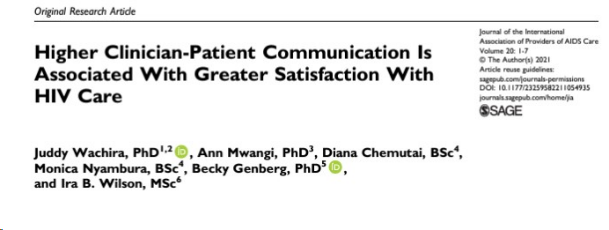 Original Research Article
Higher Clinician-Patient Communication Is
Associated With Greater Satisfaction With
HIV Care
Journal of the International
Association of Providers of AIDS Care
Volume 20: 1-7
© The Author(s) 2021
Article reuse guidelines:
sagepub.com/journals-permissions
DOI: 10.1177/23259582211054935
journals.sagepub.com/home/jia
SSAGE
Juddy Wachira, PhD1,2 iD, Ann Mwangi, PhD3, Diana Chemutai, BSc4,
Monica Nyambura, BSc4, Becky Genberg, PhD5 iD,
and Ira B. Wilson, MSc6